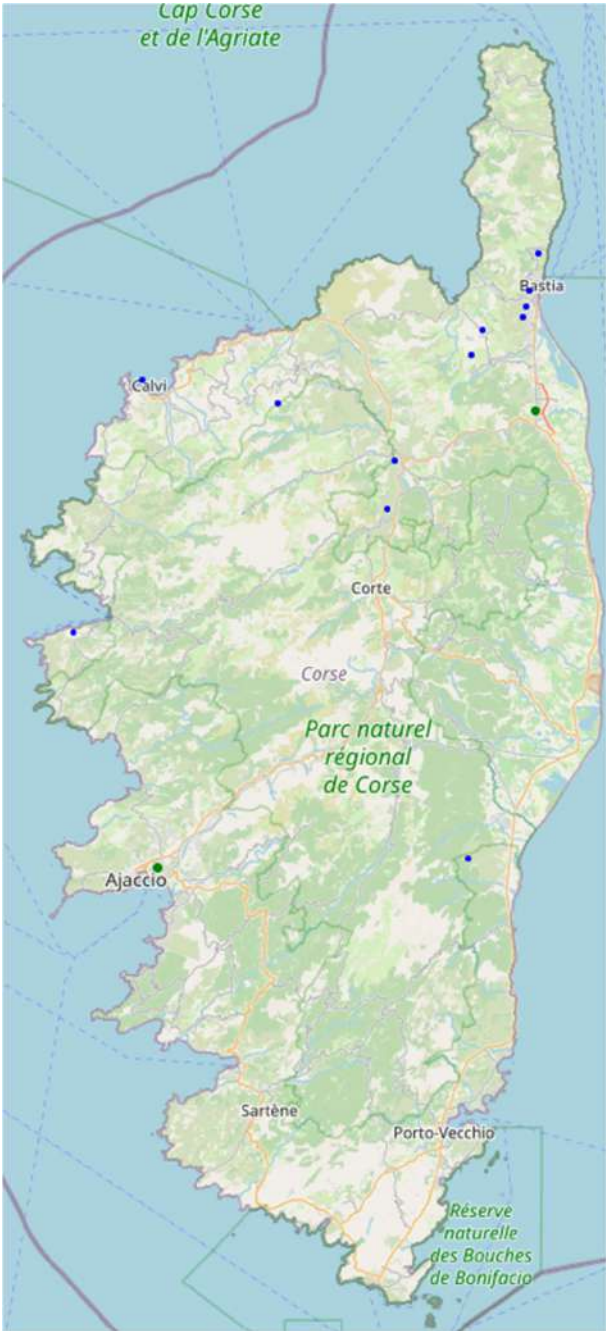 Cap Corse
et de l'Agriate
Bastia
Calvi
Corte
Corse
Parc naturel
régional
de Corse
Ajaccio
Sartène
Porto-Vecchio
Réserve
naturelle
des Bouches
de Bonifacio